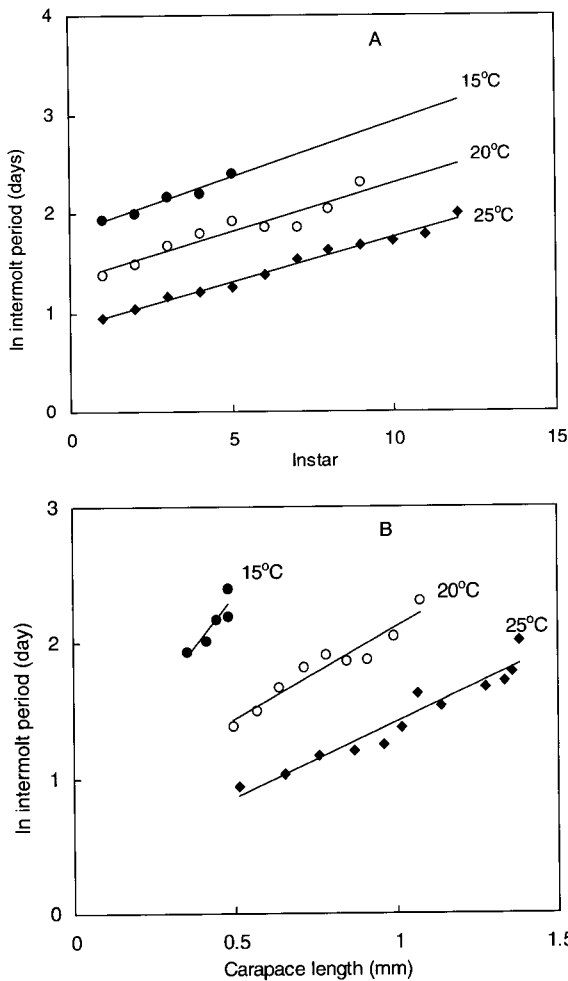 4
A
15°C
3
20°C
2
25°C
1
0
0
5
10
15
Instar
ln intermolt period (days)
3
B
15°C
20°C
25°C
2
1
0
0
0.5
1
1.5
Carapace length (mm)
ln intermolt period (day)